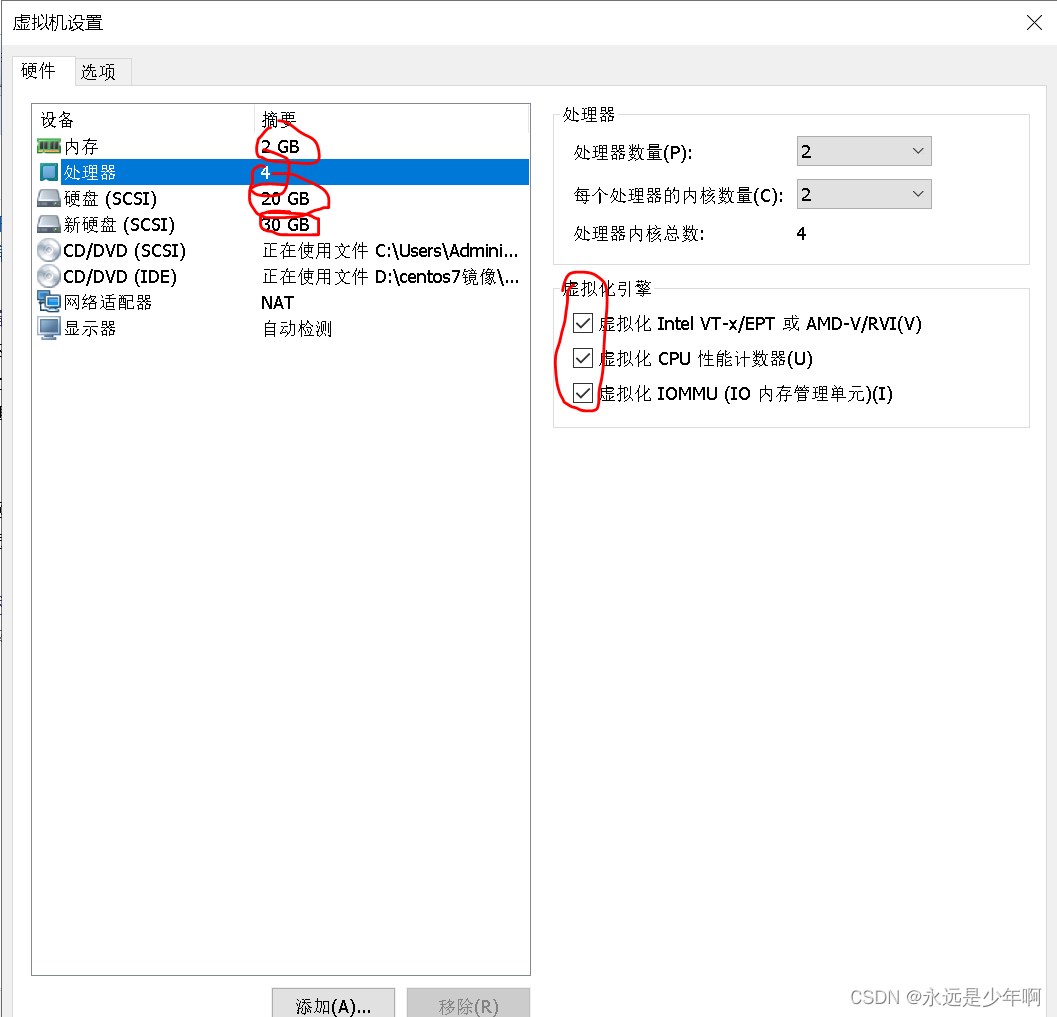 虚拟机设置
硬件 选项
设备 摘要
内存 2 GB
处理器 4
硬盘 (SCSI) 20 GB
新硬盘 (SCSI) 30 GB
CD/DVD (SCSI) 正在使用文件 C:\Users\Admini...
CD/DVD (IDE) 正在使用文件 D:\centos7镜像\...
网络适配器 NAT
显示器 自动检测
添加(A)... 移除(R)
处理器
处理器数量(P): 2
每个处理器的内核数量(C): 2
处理器内核总数: 4
虚拟化引擎
虚拟化 Intel VT-x/EPT 或 AMD-V/RVI(V)
虚拟化 CPU 性能计数器(U)
虚拟化 IOMMU (IO 内存管理单元)(I)
CSDN @永远是少年啊